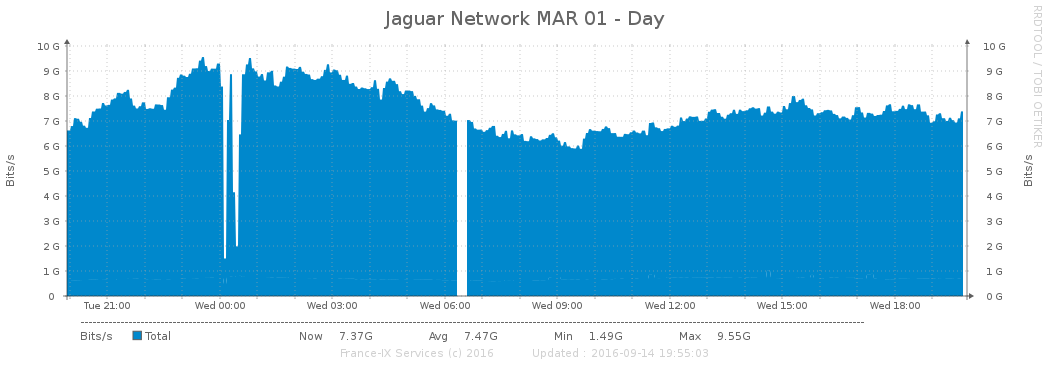 Jaguar Network MAR 01 - Day
RRDTOOL / TOBI OETIKER
Bits/s
10 G 10 G
9 G 9 G
8 G 8 G
7 G 7 G
6 G 6 G
5 G 5 G
4 G 4 G
3 G 3 G
2 G 2 G
1 G 1 G
0 0 G
Bits/s
Tue 21:00 Wed 00:00 Wed 03:00 Wed 06:00 Wed 09:00 Wed 12:00 Wed 15:00 Wed 18:00
Bits/s Total Now 7.37G Avg 7.47G Min 1.49G Max 9.55G
France-IX Services (c) 2016 Updated : 2016-09-14 19:55:03